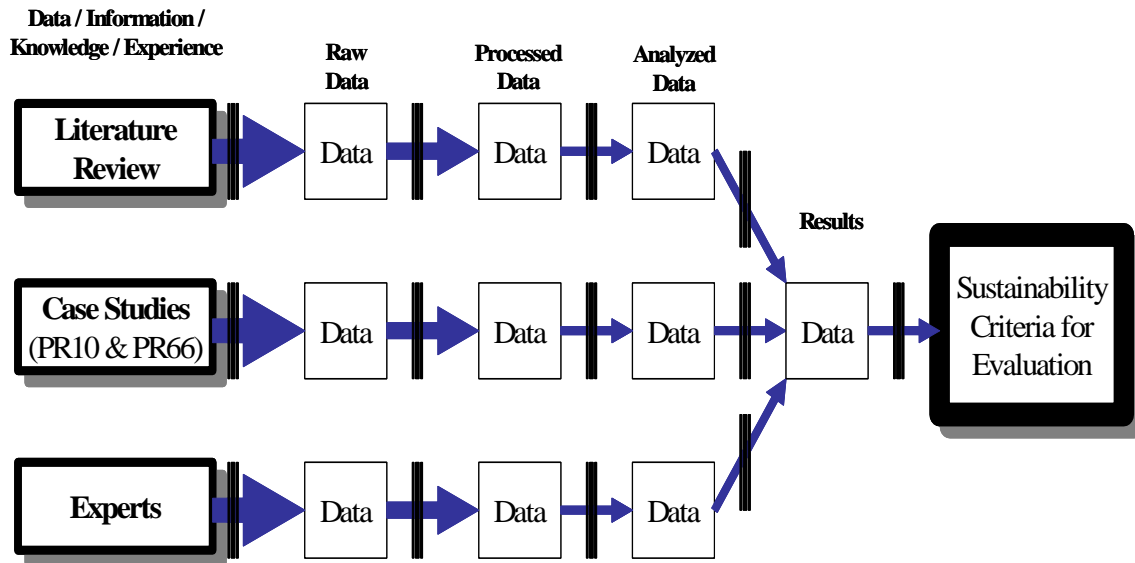 Data / Information /
Knowledge / Experience
Raw
Data
Processed
Data
Analyzed
Data
Literature
Review
Data
Data
Data
Results
Case Studies
(PR10 & PR66)
Data
Data
Data
Data
Sustainability
Criteria for
Evaluation
Experts
Data
Data
Data